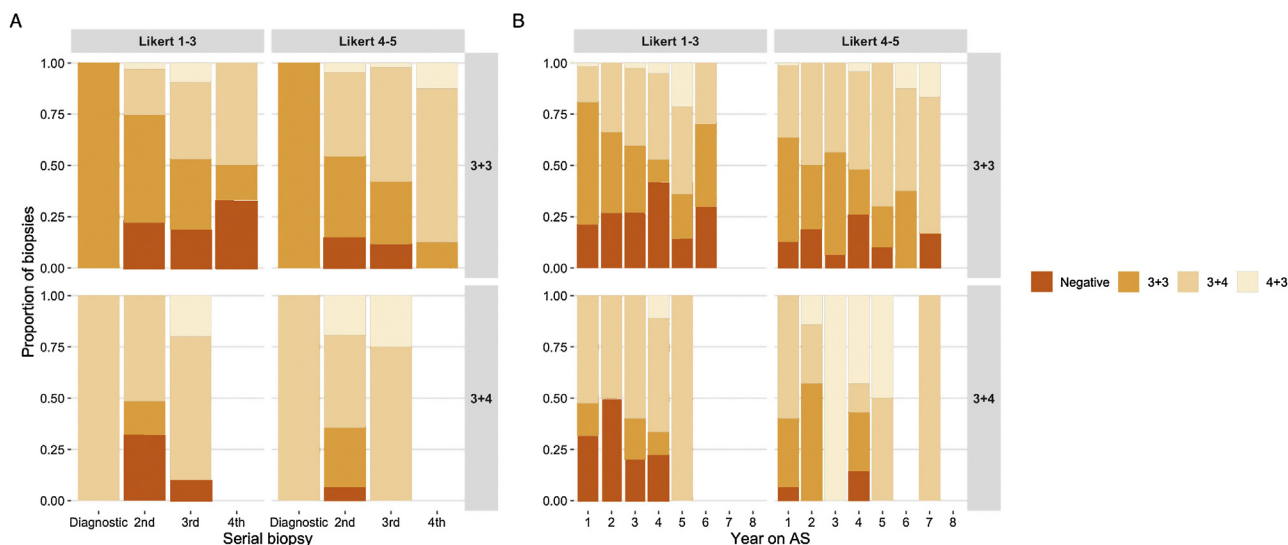 A
B
Likert 1-3
Likert 4-5
Likert 1-3
Likert 4-5
Proportion of biopsies
1.00
0.75
0.50
0.25
0.00
3+3
1.00
0.75
0.50
0.25
0.00
3+3
1.00
0.75
0.50
0.25
0.00
3+4
1.00
0.75
0.50
0.25
0.00
3+4
Diagnostic 2nd 3rd 4th
Diagnostic 2nd 3rd 4th
Serial biopsy
1 2 3 4 5 6 7 8
1 2 3 4 5 6 7 8
Year on AS
Negative 3+3 3+4 4+3